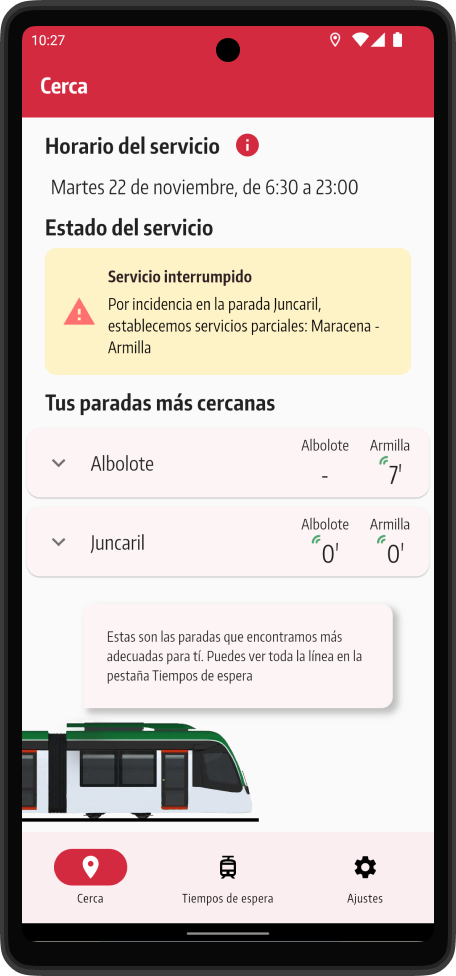 10:27
Cerca
Horario del servicio
Martes 22 de noviembre, de 6:30 a 23:00
Estado del servicio
Servicio interrumpido
Por incidencia en la parada Juncaril,
establecemos servicios parciales: Maracena -
Armilla
Tus paradas más cercanas
Albolote Armilla
Albolote - 7'
Albolote Armilla
Juncaril 0' 0'
Estas son las paradas que encontramos más
adecuadas para tí. Puedes ver toda la línea en la
pestaña Tiempos de espera
Cerca Tiempos de espera Ajustes